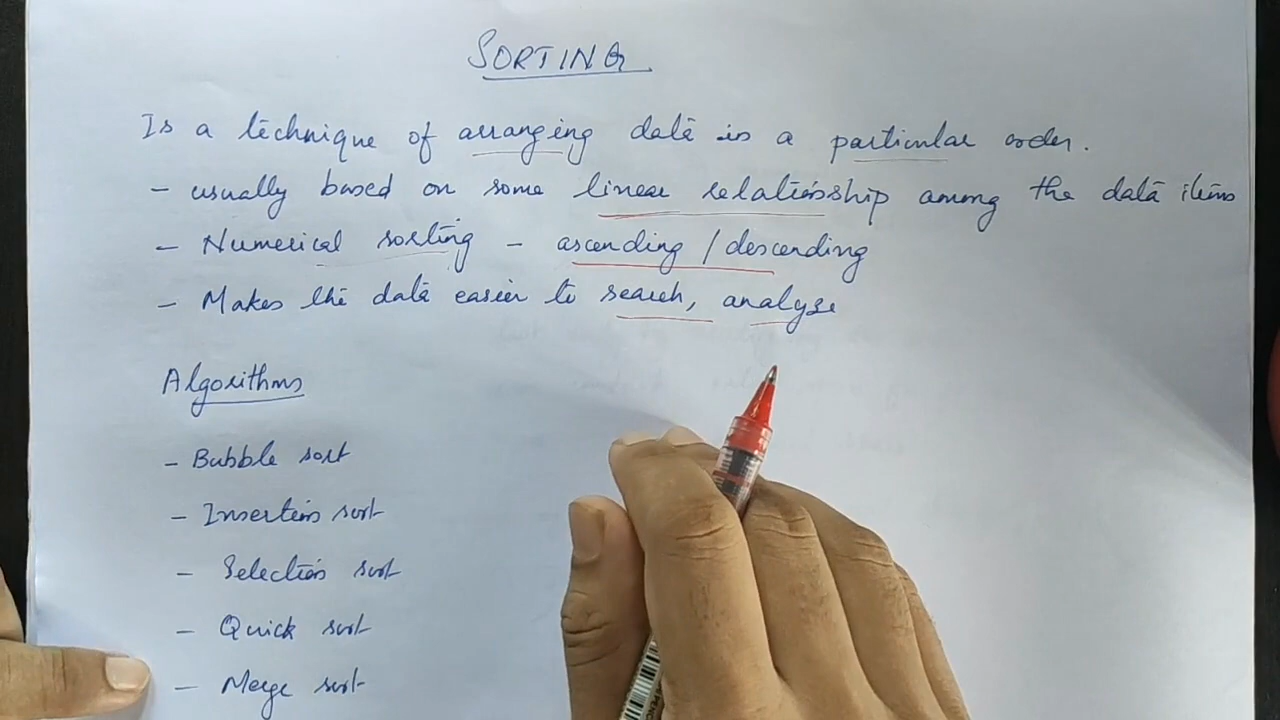 SORTING
Is a technique of arranging data in a particular order.
- usually based on some linear relationship among the data items
- Numerical sorting - ascending / descending
- Makes the data easier to search, analyse
Algorithms
- Bubble sort
- Insertion sort
- Selection sort
- Quick sort
- Merge sort